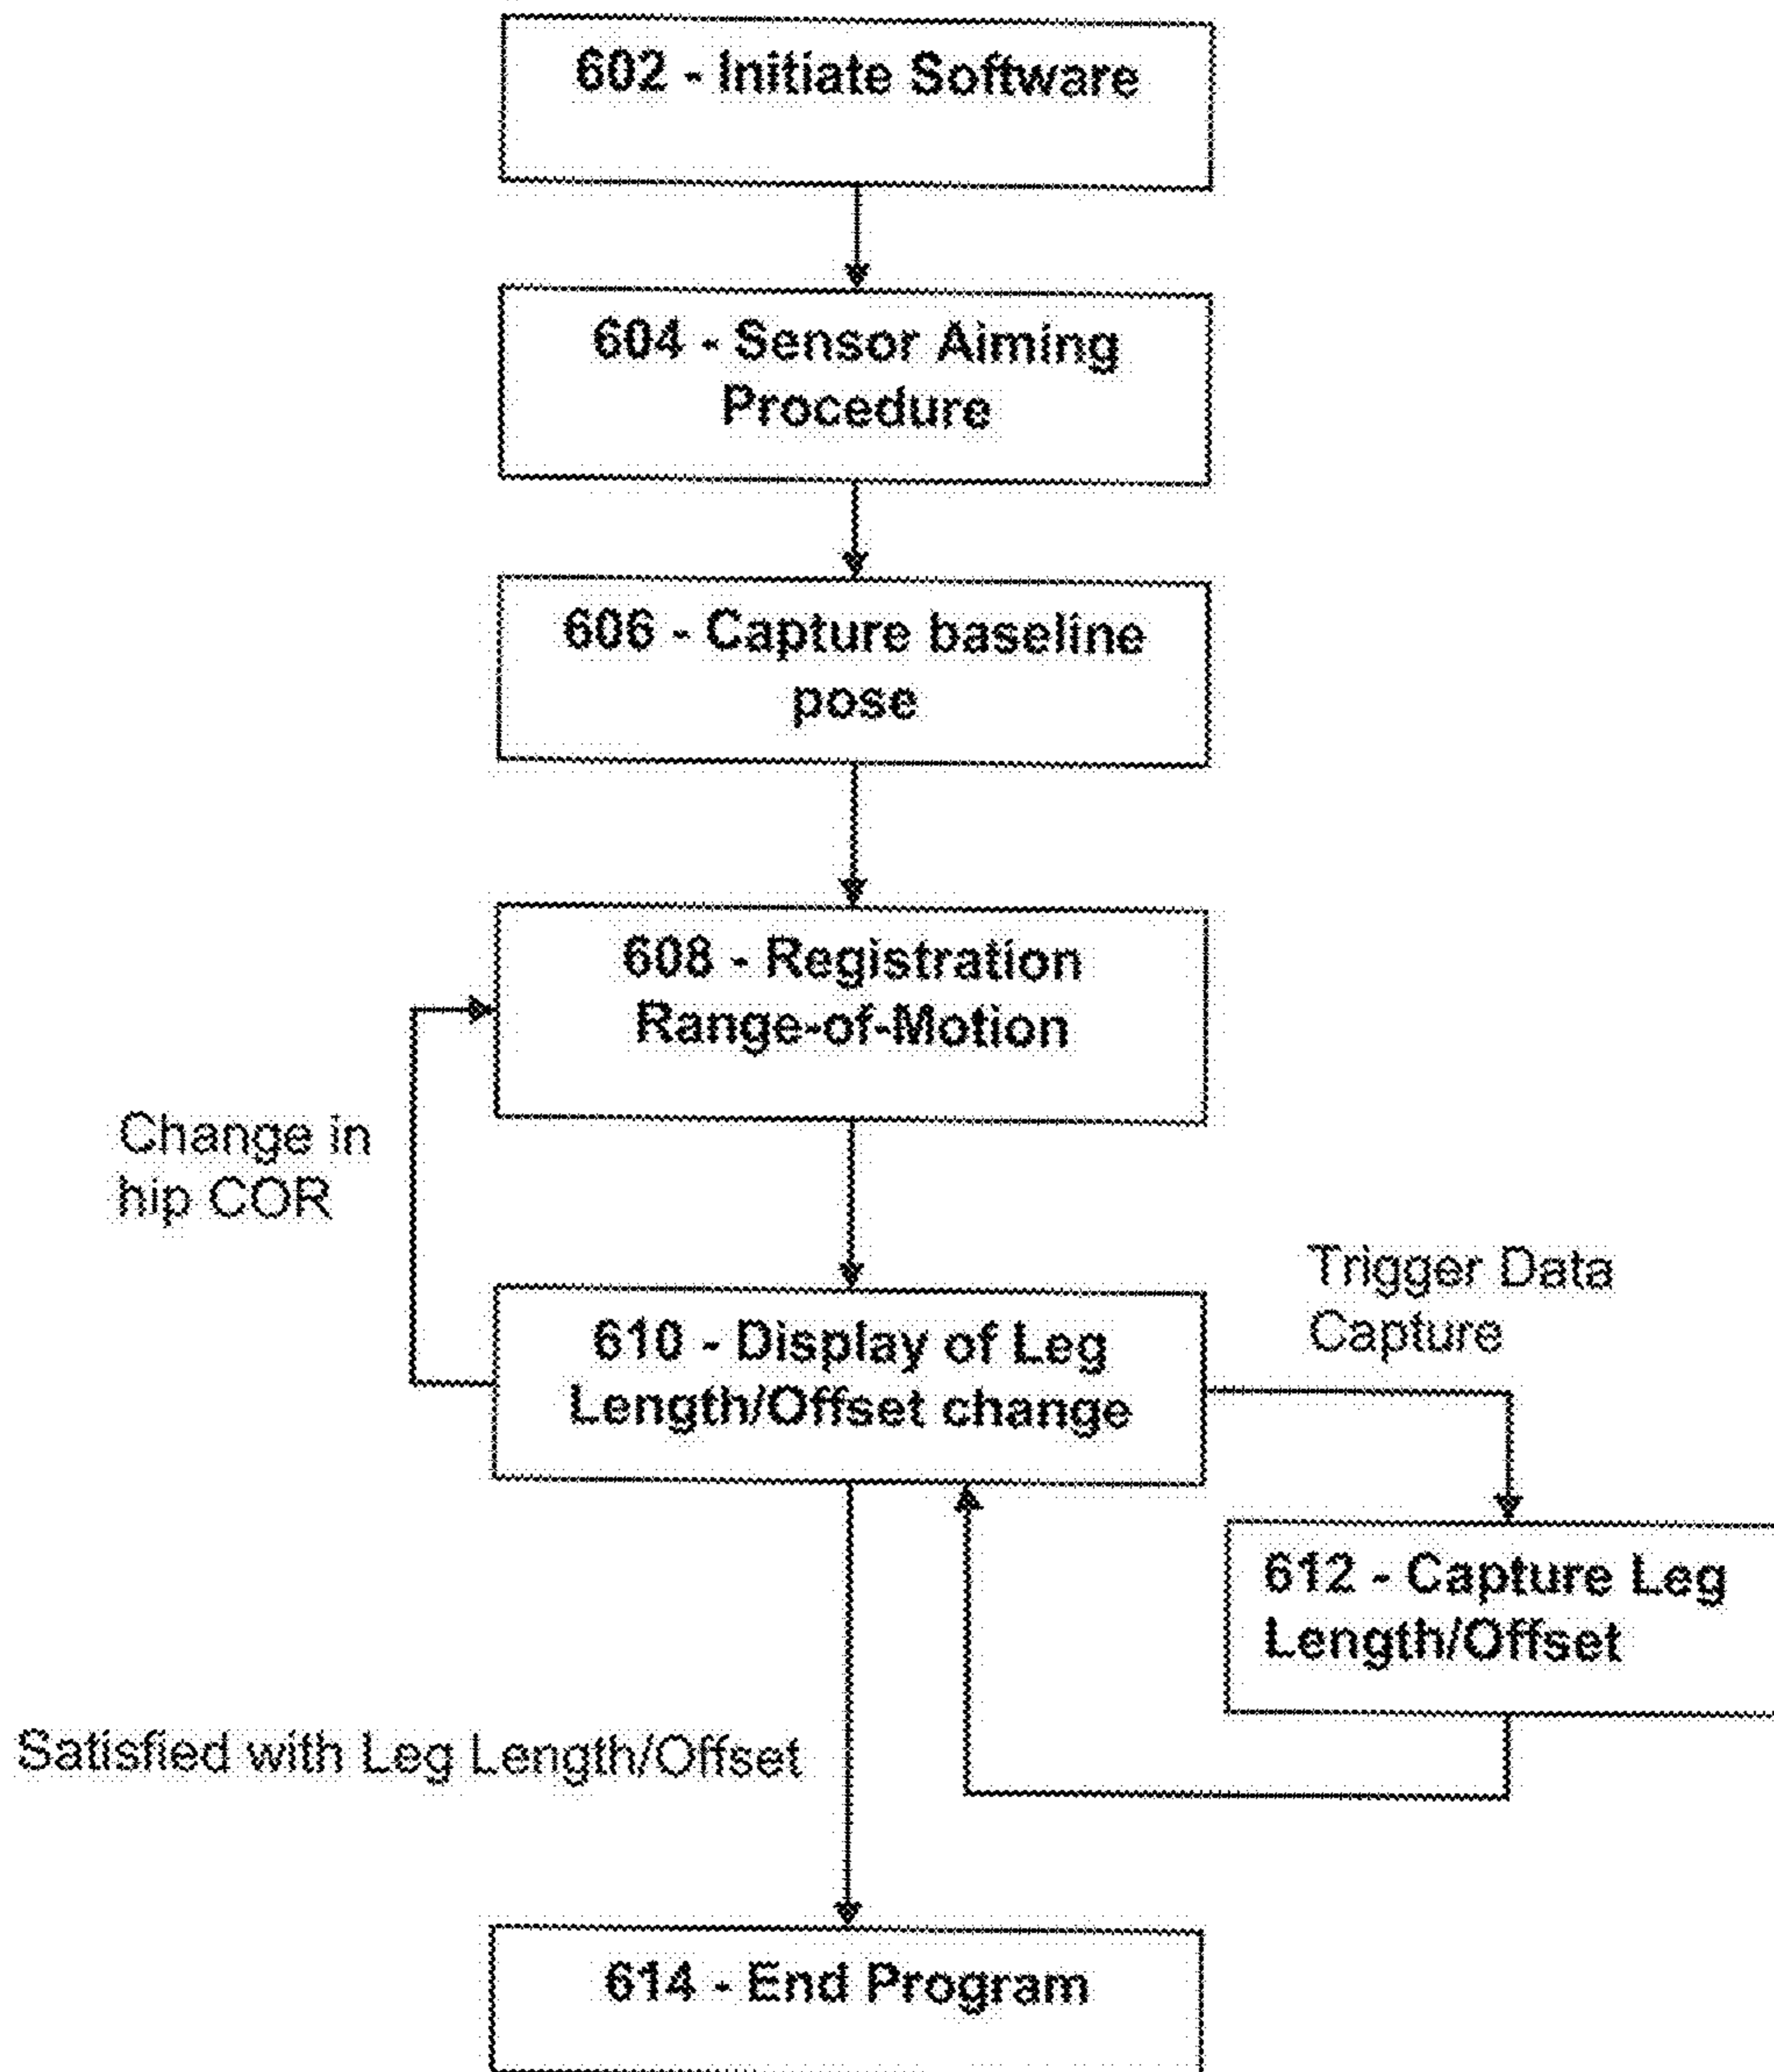 602 - Initiate Software
604 - Sensor Aiming
Procedure
606 - Capture baseline
pose
608 - Registration
Range-of-Motion
Change in
hip COR
610 - Display of Leg
Length/Offset change
Trigger Data
Capture
612 - Capture Leg
Length/Offset
Satisfied with Leg Length/Offset
614 - End Program